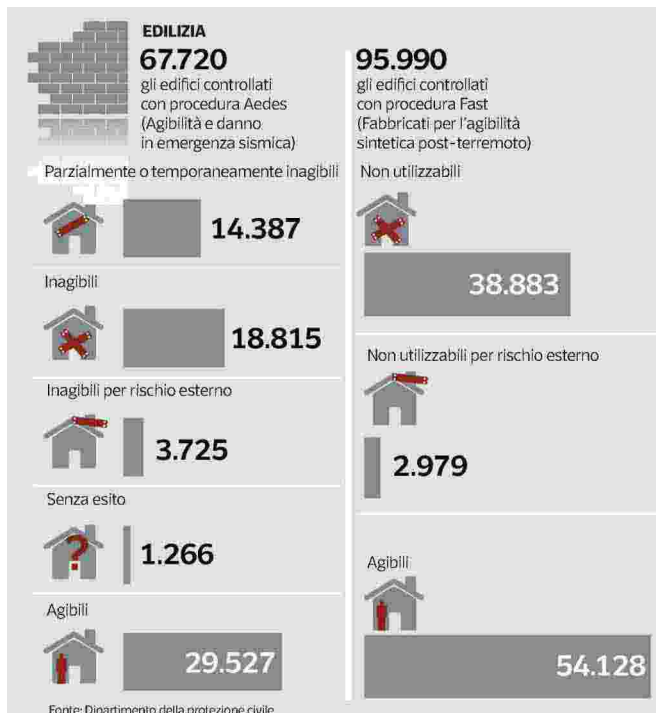 EDILIZIA
67.720
gli edifici controllati
con procedura Aedes
(Agibilità e danno
in emergenza sismica)
Parzialmente o temporaneamente inagibili
14.387
Inagibili
18.815
Inagibili per rischio esterno
3.725
Senza esito
?
1.266
Agibili
29.527
Fonte: Dipartimento della protezione civile
95.990
gli edifici controllati
con procedura Fast
(Fabbricati per l'agibilità
sintetica post-terremoto)
Non utilizzabili
38.883
Non utilizzabili per rischio esterno
2.979
Agibili
54.128